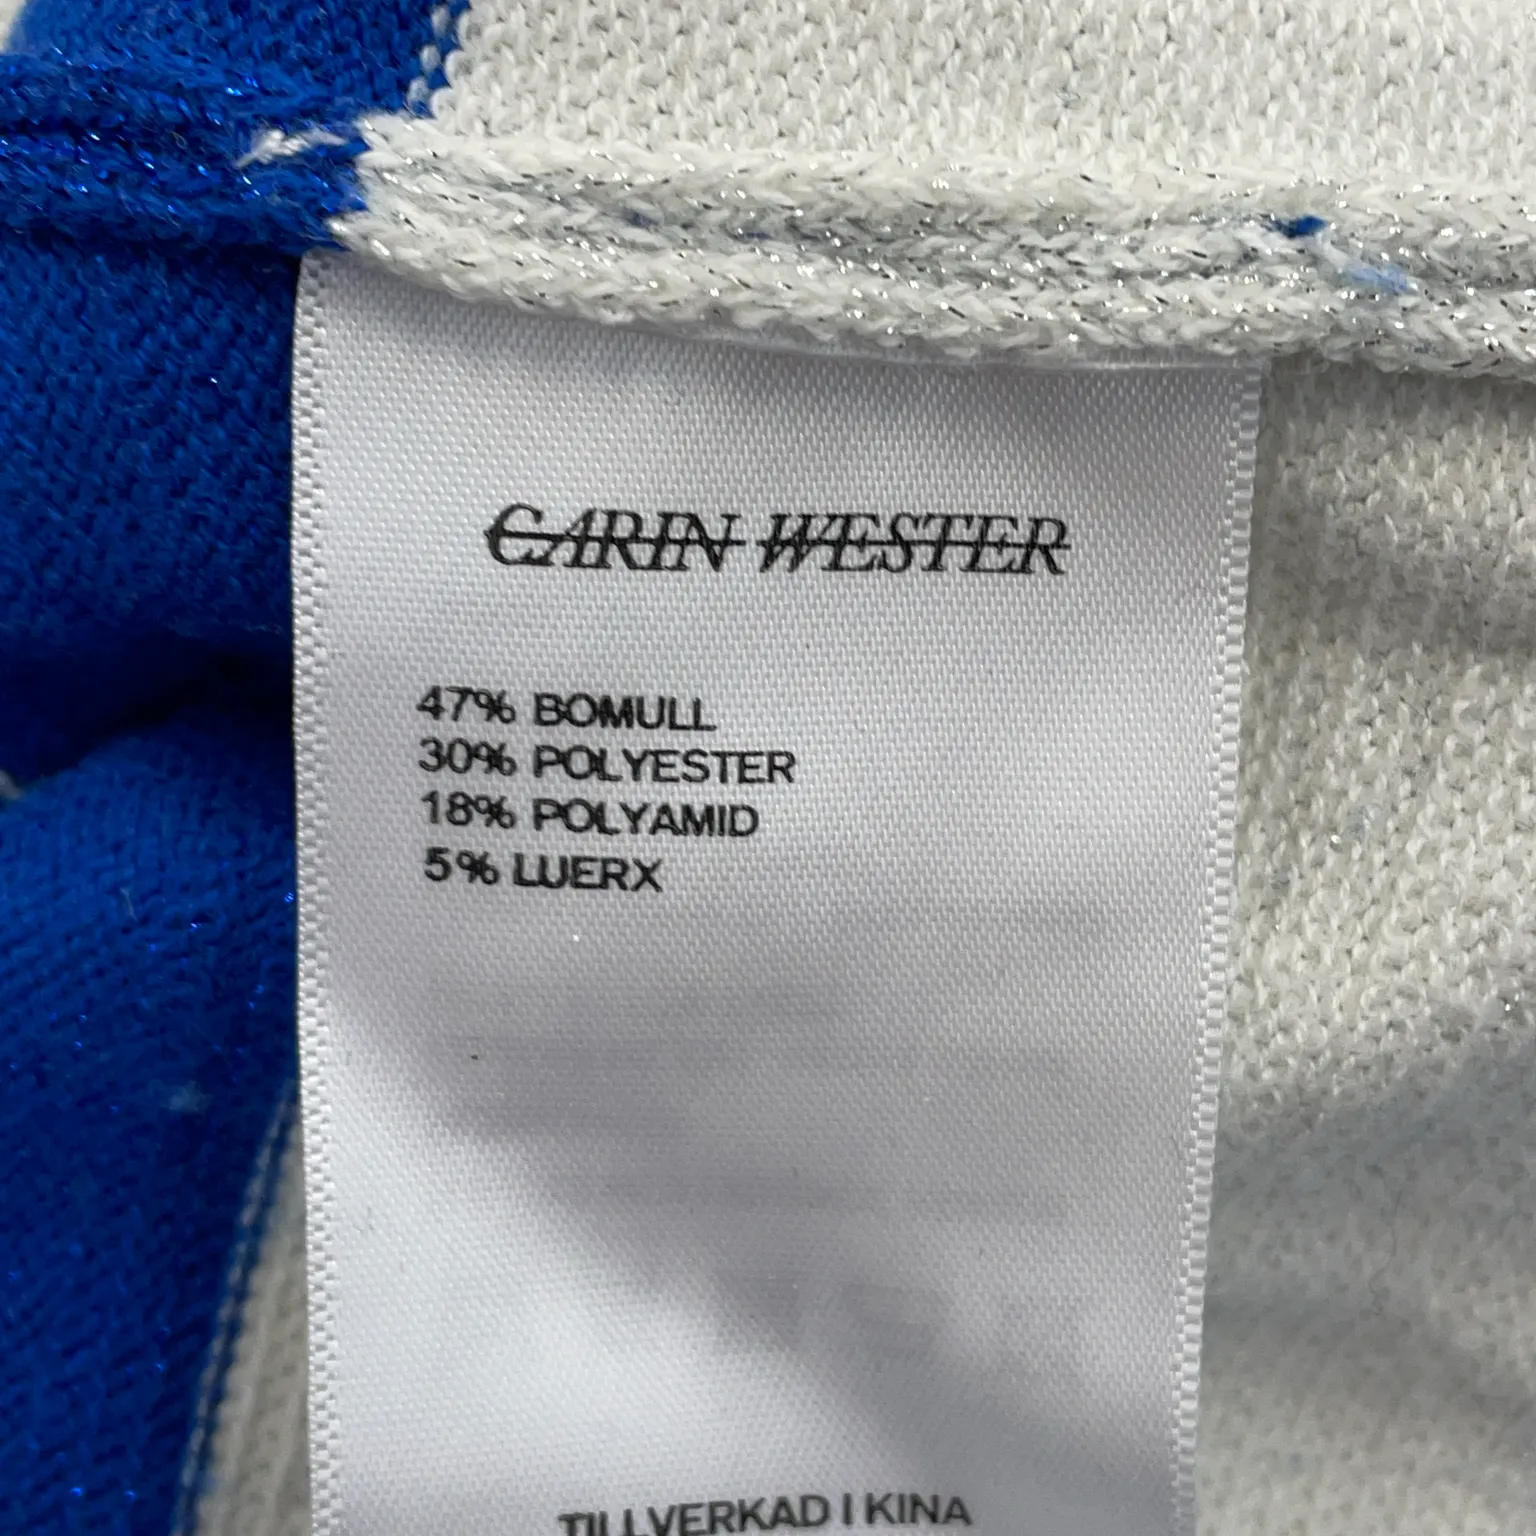 CARIN WESTER
47% BOMULL
30% POLYESTER
18% POLYAMID
5% LUERX
TILLVERKAD I KINA